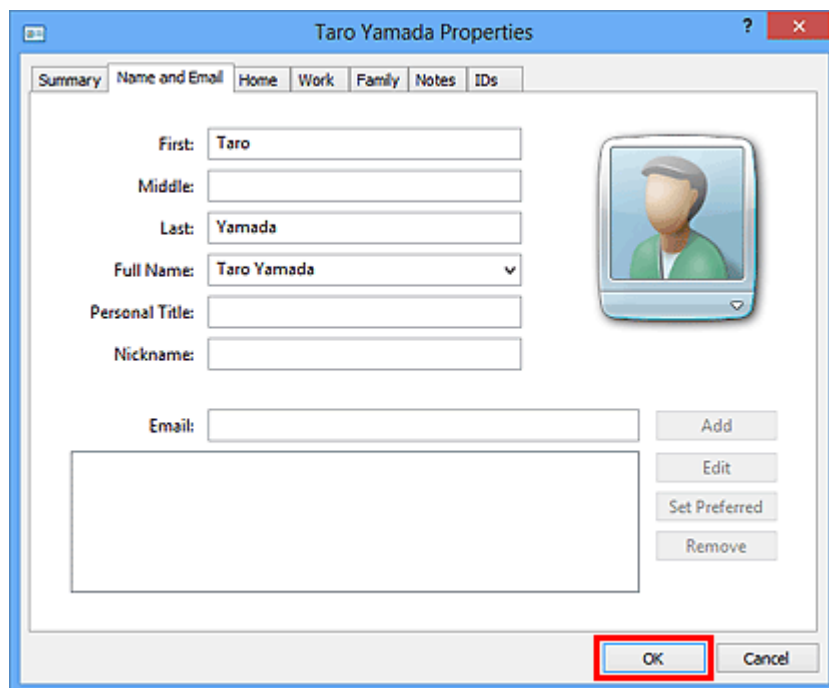 Taro Yamada Properties ?
Summary Name and Email Home Work Family Notes IDs
First: Taro
Middle:
Last: Yamada
Full Name: Taro Yamada
Personal Title:
Nickname:
Email: Add
Edit
Set Preferred
Remove
OK Cancel